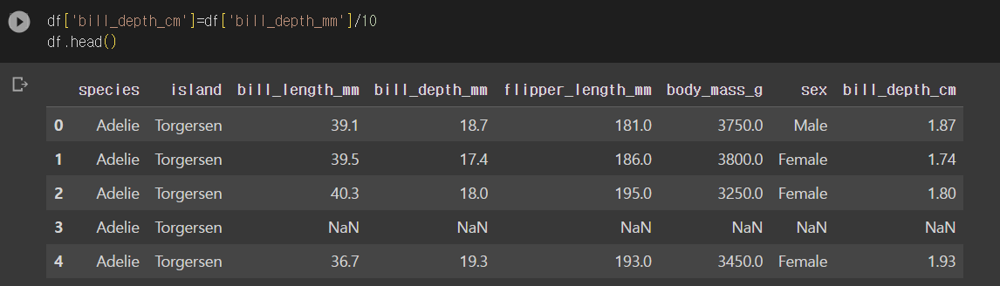 df['bill_depth_cm']=df['bill_depth_mm']/10
df.head()
species island bill_length_mm bill_depth_mm flipper_length_mm body_mass_g sex bill_depth_cm
0 Adelie Torgersen 39.1 18.7 181.0 3750.0 Male 1.87
1 Adelie Torgersen 39.5 17.4 186.0 3800.0 Female 1.74
2 Adelie Torgersen 40.3 18.0 195.0 3250.0 Female 1.80
3 Adelie Torgersen NaN NaN NaN NaN NaN NaN
4 Adelie Torgersen 36.7 19.3 193.0 3450.0 Female 1.93